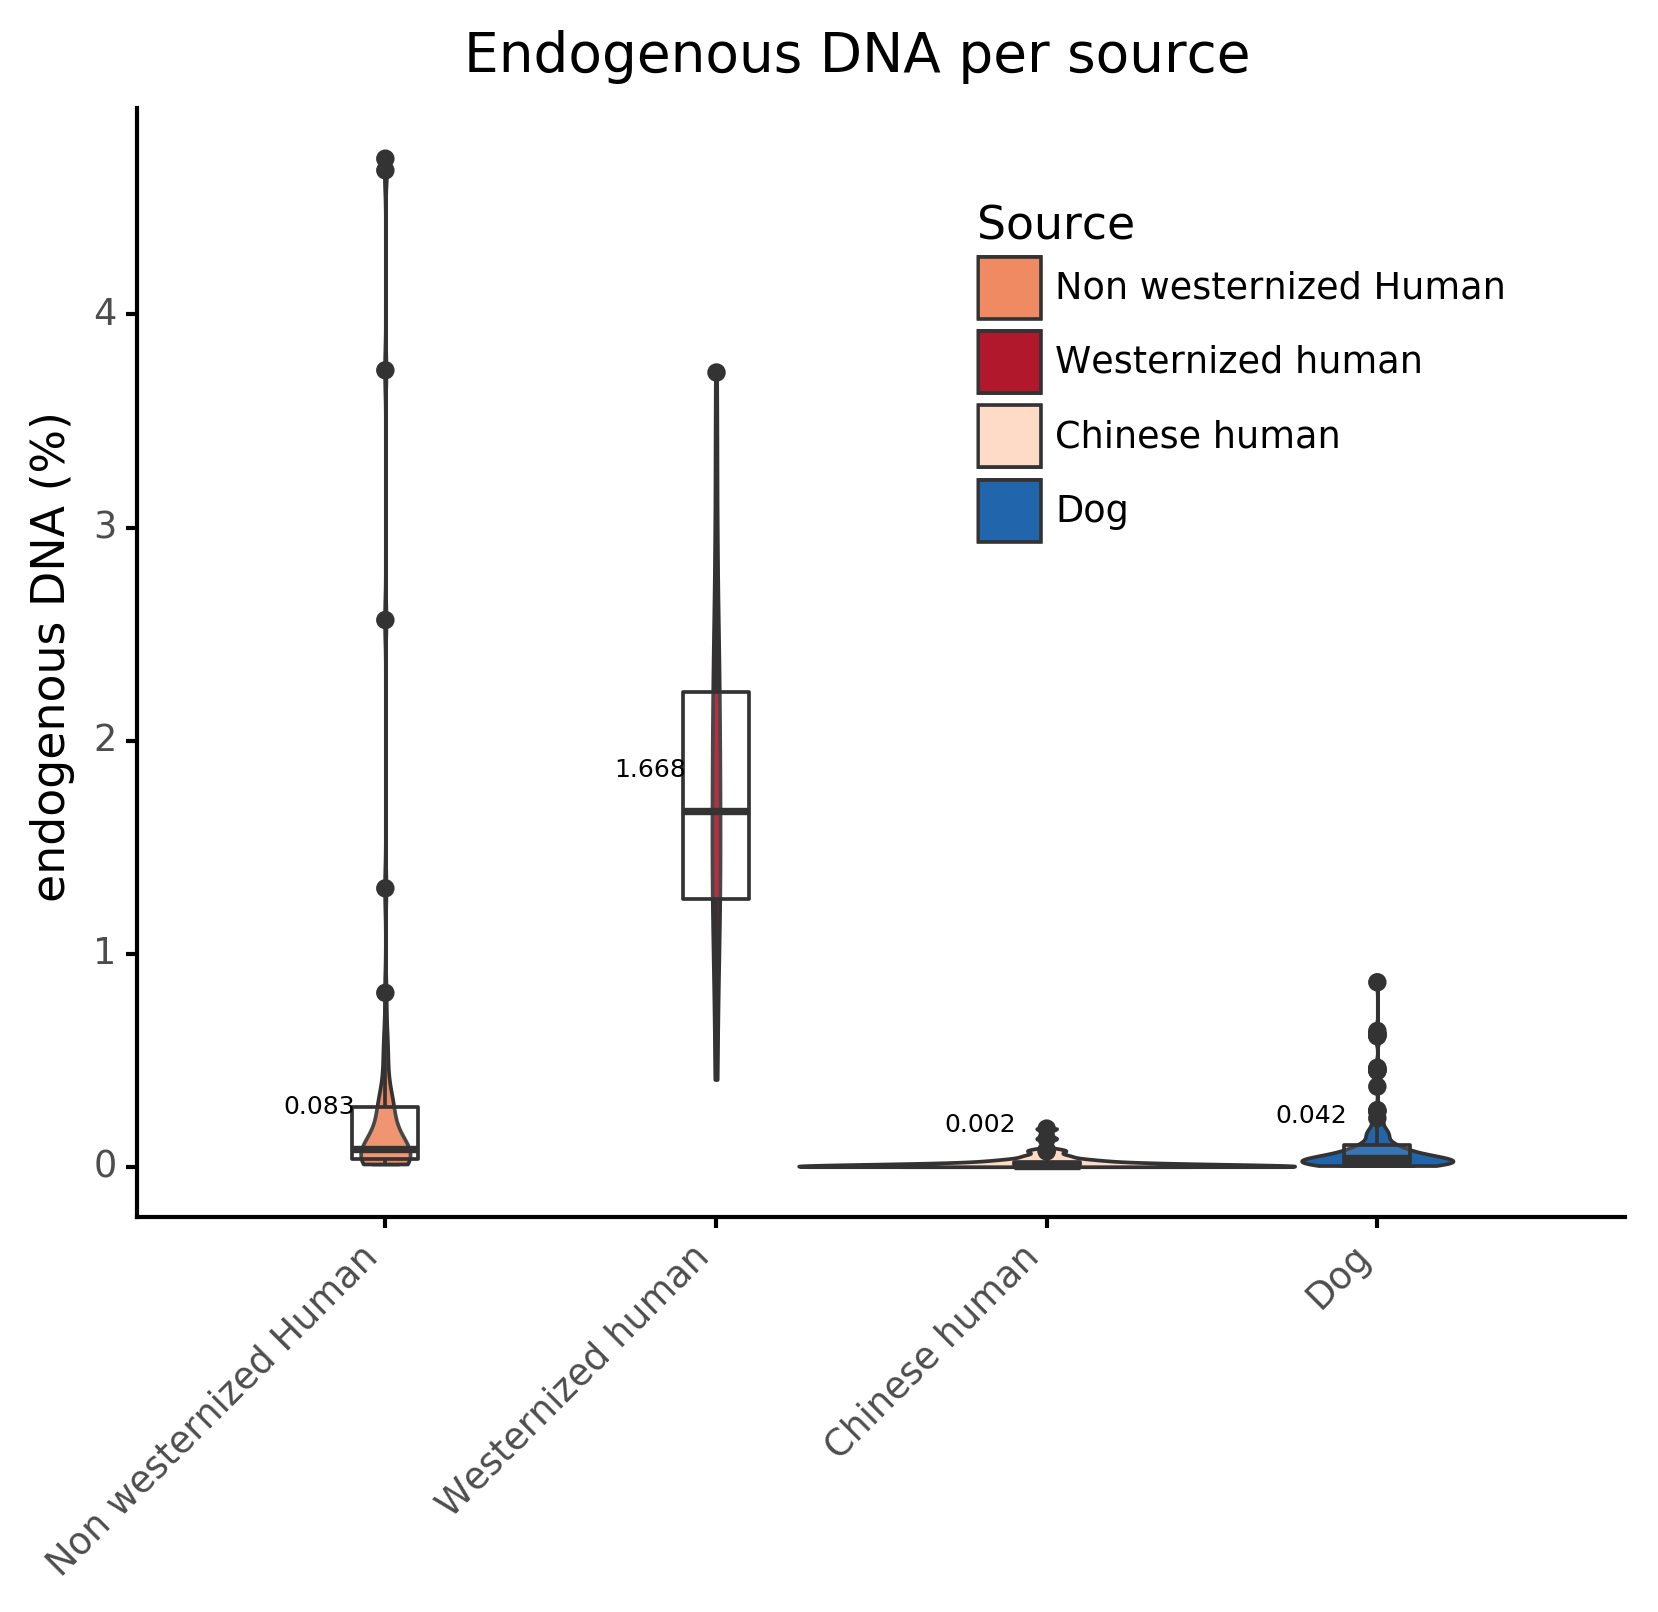 Endogenous DNA per source
endogenous DNA (%)
4
3
2
1
0
Source
Non westernized Human
Westernized human
Chinese human
Dog
1.668
0.083
0.002
0.042
Non westernized Human
Westernized human
Chinese human
Dog